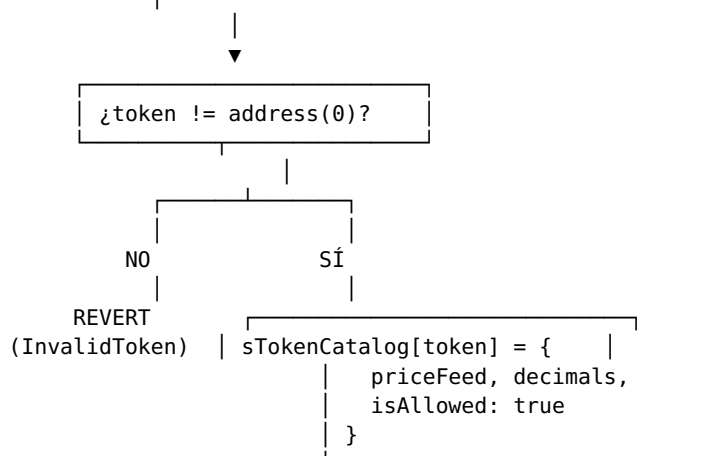 ¿token != address(0)?
NO SÍ
REVERT
(InvalidToken) sTokenCatalog[token] = {
priceFeed, decimals,
isAllowed: true
}